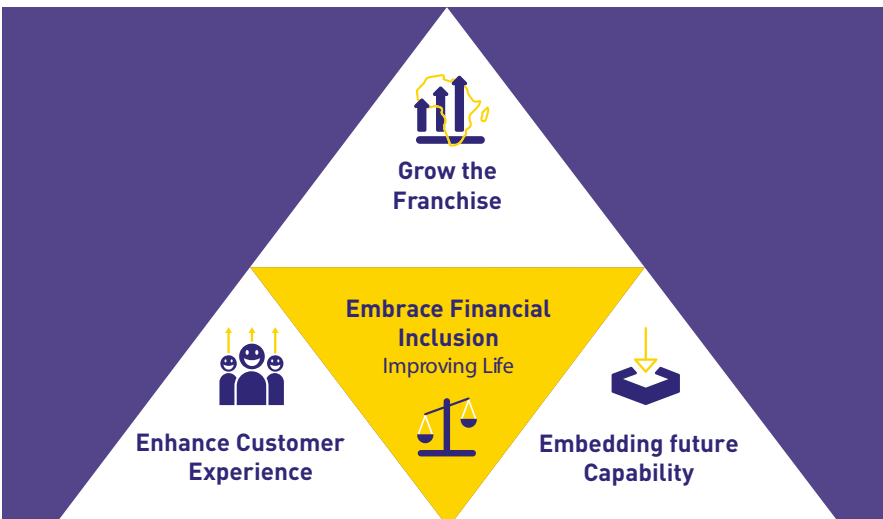 Grow the
Franchise
Embrace Financial
Inclusion
Improving Life
Enhance Customer
Experience
Embedding future
Capability